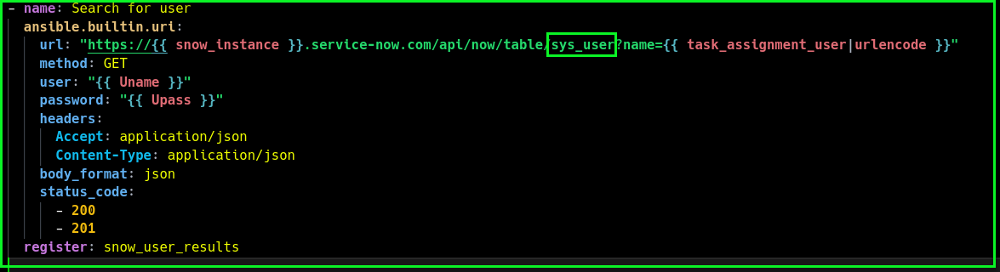 - name: Search for user
ansible.builtin.uri:
url: "https://{{ snow_instance }}.service-now.com/api/now/table/sys_user?name={{ task_assignment_user|urlencode }}"
method: GET
user: "{{ Uname }}"
password: "{{ Upass }}"
headers:
Accept: application/json
Content-Type: application/json
body_format: json
status_code:
- 200
- 201
register: snow_user_results